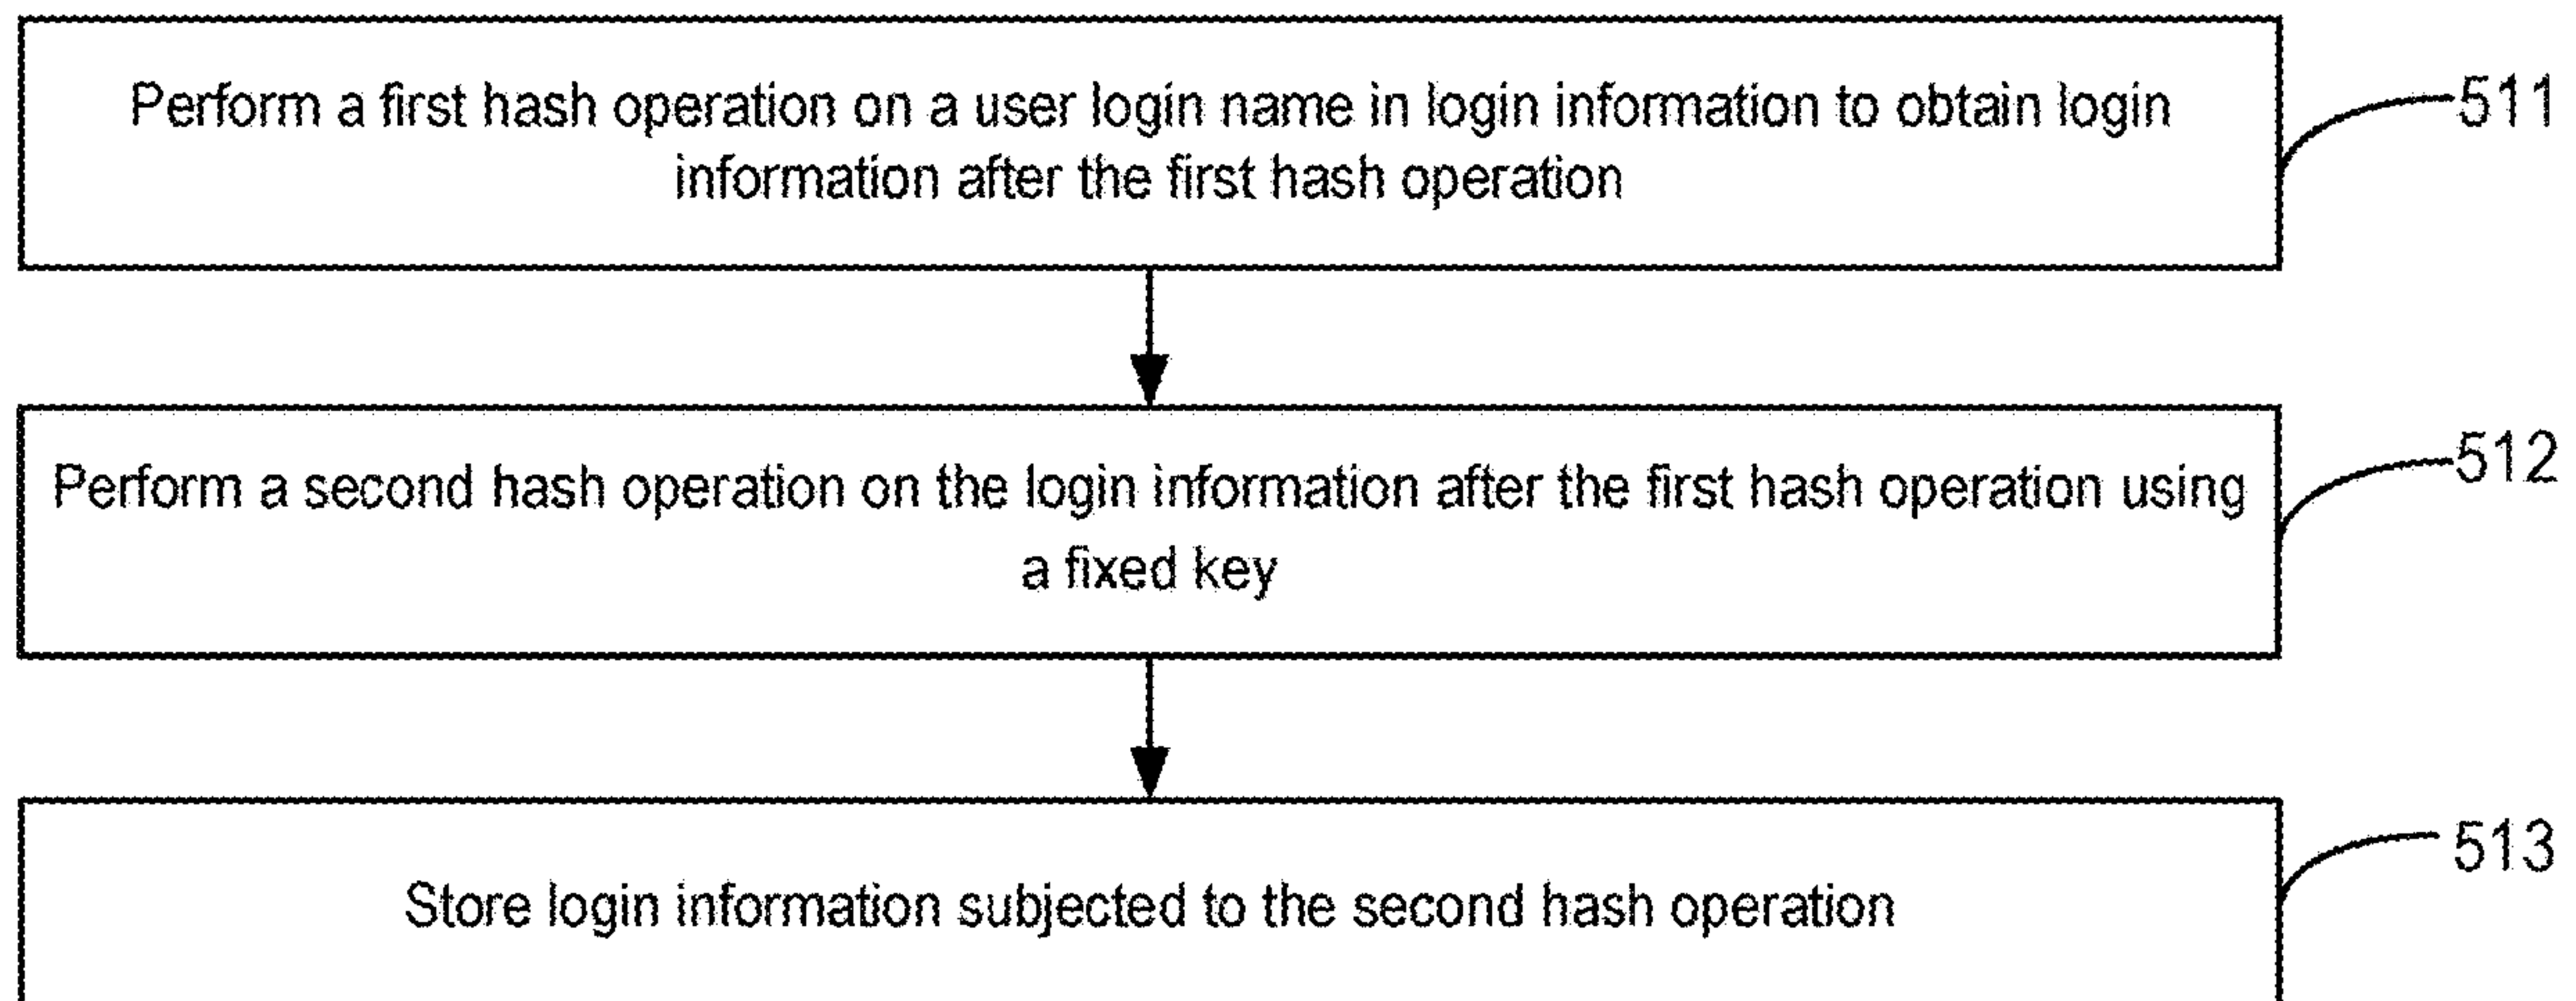 Perform a first hash operation on a user login name in login information to obtain login
information after the first hash operation
511
Perform a second hash operation on the login information after the first hash operation using
a fixed key
512
Store login information subjected to the second hash operation
513